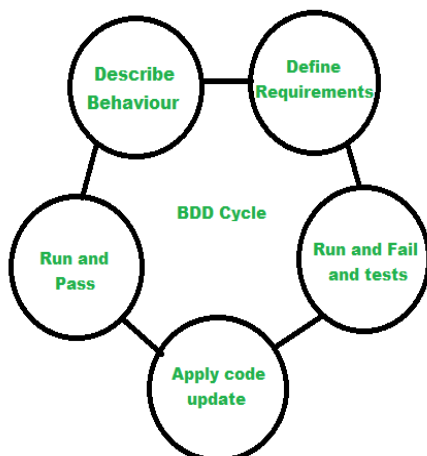 Describe
Behaviour
Define
Requirements
BDD Cycle
Run and Pass
Run and Fail
and tests
Apply code
update